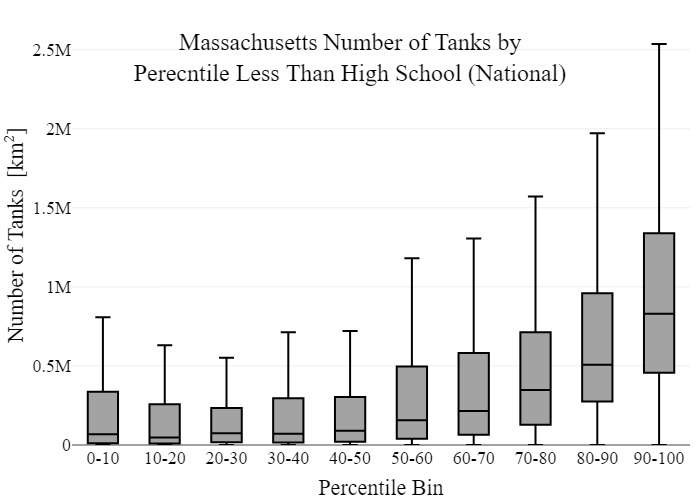 Massachusetts Number of Tanks by
Perecntile Less Than High School (National)
Number of Tanks [km²]
2.5M
2M
1.5M
1M
0.5M
0
0-10 10-20 20-30 30-40 40-50 50-60 60-70 70-80 80-90 90-100
Percentile Bin